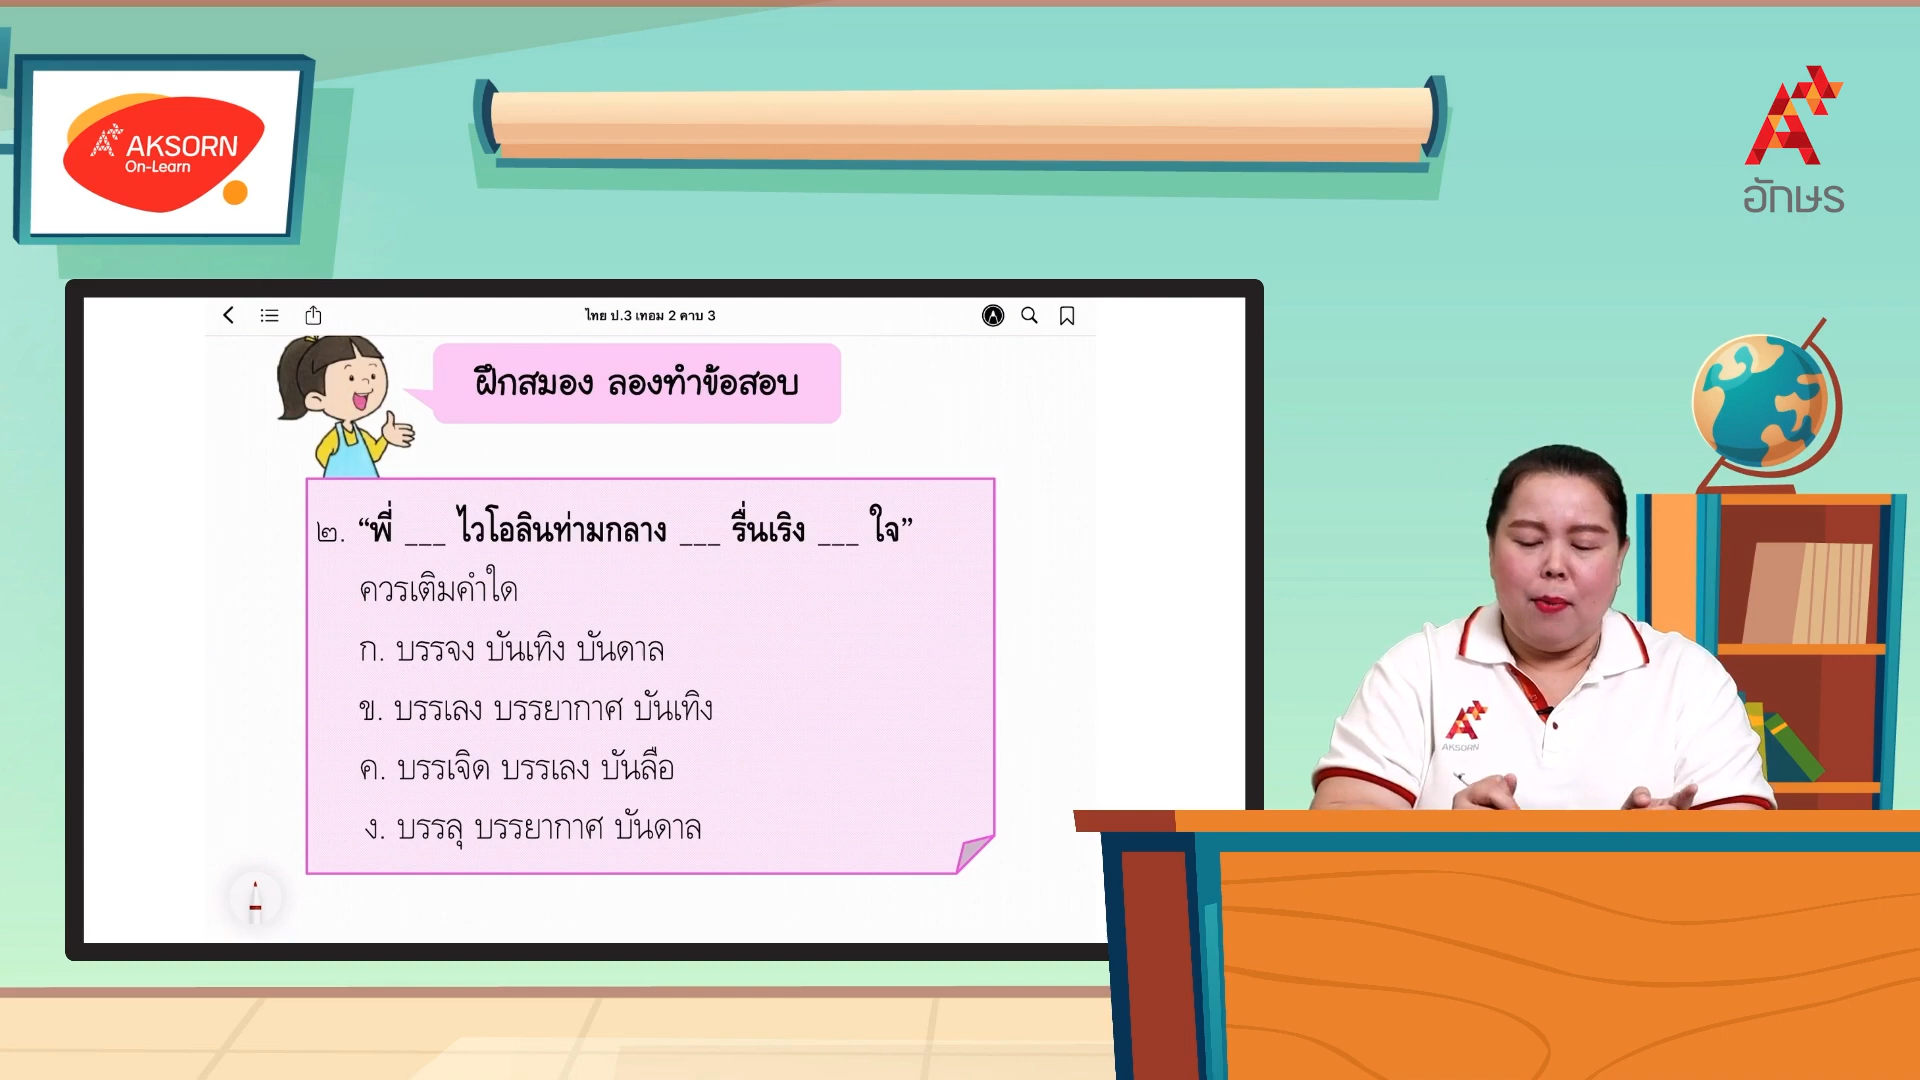 AKSORN
On-Learn
อักษร
ไทย ป.3 เทอม 2 คาบ 3
ฝึกสมอง ลองทำข้อสอบ
๒. “พี่ ___ ไวโอลินท่ามกลาง ___ รื่นเริง ___ ใจ”
ควรเติมคำใด
ก. บรรจง บันเทิง บันดาล
ข. บรรเลง บรรยากาศ บันเทิง
ค. บรรเจิด บรรเลง บันลือ
ง. บรรลุ บรรยากาศ บันดาล
AKSORN